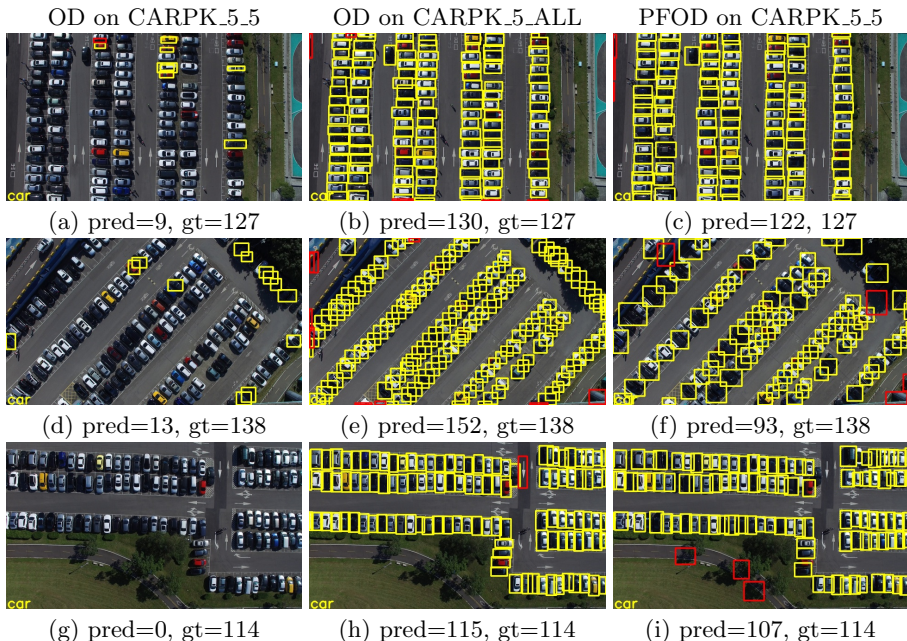 OD on CARPK_5_5 OD on CARPK_5_ALL PFOD on CARPK_5_5
car car car
(a) pred=9, gt=127 (b) pred=130, gt=127 (c) pred=122, 127
car car car
(d) pred=13, gt=138 (e) pred=152, gt=138 (f) pred=93, gt=138
car car car
(g) pred=0, gt=114 (h) pred=115, gt=114 (i) pred=107, gt=114